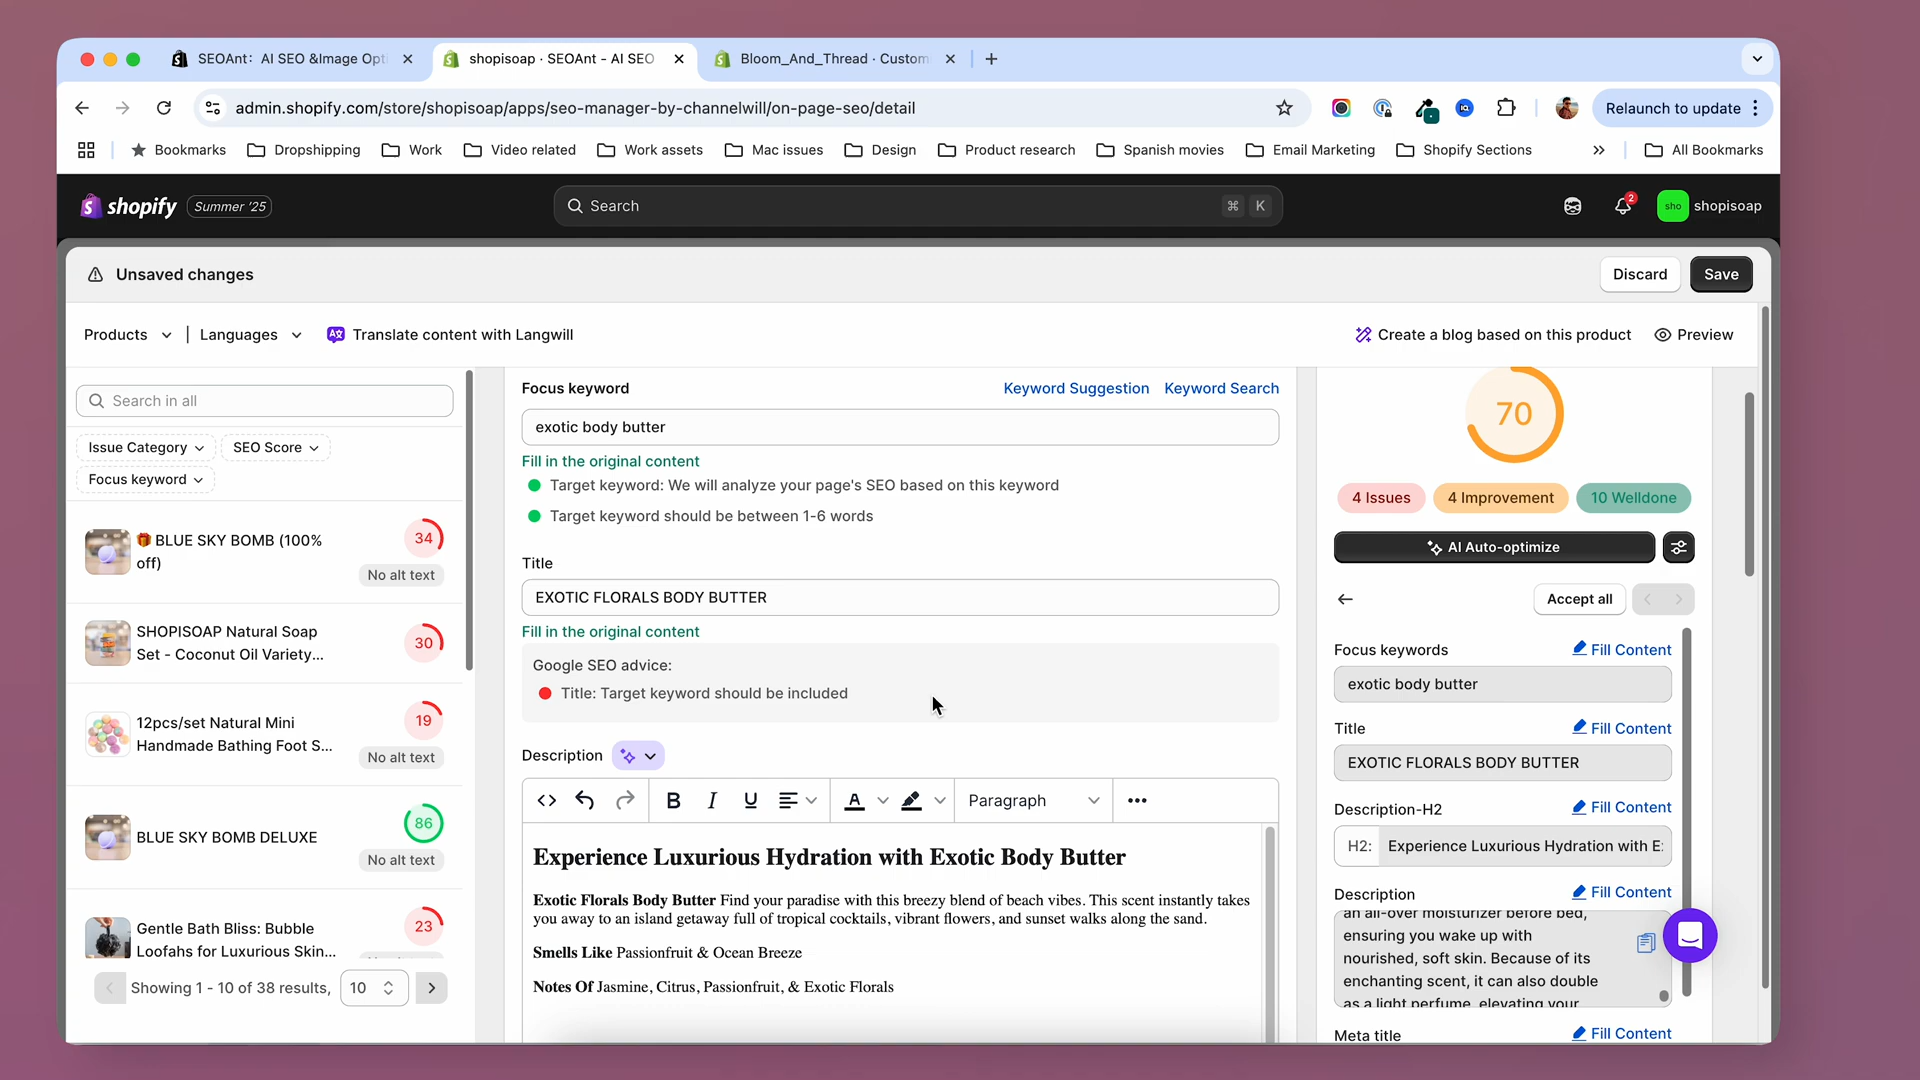 SEOAnt: AI SEO &Image Opti
shopisoap · SEOAnt - AI SEO
Bloom_And_Thread · Custom
admin.shopify.com/store/shopisoap/apps/seo-manager-by-channelwill/on-page-seo/detail
Relaunch to update
Bookmarks
Dropshipping
Work
Video related
Work assets
Mac issues
Design
Product research
Spanish movies
Email Marketing
Shopify Sections
All Bookmarks
shopify
Summer '25
Search
⌘ K
2
sho
shopisoap
Unsaved changes
Discard
Save
Products
Languages
Translate content with Langwill
Create a blog based on this product
Preview
Search in all
Issue Category
SEO Score
Focus keyword
BLUE SKY BOMB (100%
off)
34
No alt text
SHOPISOAP Natural Soap
Set - Coconut Oil Variety...
30
12pcs/set Natural Mini
Handmade Bathing Foot S...
19
No alt text
BLUE SKY BOMB DELUXE
86
No alt text
Gentle Bath Bliss: Bubble
Loofahs for Luxurious Skin...
23
Showing 1 - 10 of 38 results,
10
Focus keyword
Keyword Suggestion
Keyword Search
exotic body butter
Fill in the original content
Target keyword: We will analyze your page's SEO based on this keyword
Target keyword should be between 1-6 words
Title
EXOTIC FLORALS BODY BUTTER
Fill in the original content
Google SEO advice:
Title: Target keyword should be included
Description
B I U
A
Paragraph
Experience Luxurious Hydration with Exotic Body Butter
Exotic Florals Body Butter Find your paradise with this breezy blend of beach vibes. This scent instantly takes
you away to an island getaway full of tropical cocktails, vibrant flowers, and sunset walks along the sand.
Smells Like Passionfruit & Ocean Breeze
Notes Of Jasmine, Citrus, Passionfruit, & Exotic Florals
70
4 Issues
4 Improvement
10 Welldone
AI Auto-optimize
Accept all
Focus keywords
Fill Content
exotic body butter
Title
Fill Content
EXOTIC FLORALS BODY BUTTER
Description-H2
Fill Content
H2: Experience Luxurious Hydration with E
Description
Fill Content
an all-over moisturizer before bed,
ensuring you wake up with
nourished, soft skin. Because of its
enchanting scent, it can also double
as a light perfume, elevating your
Meta title
Fill Content